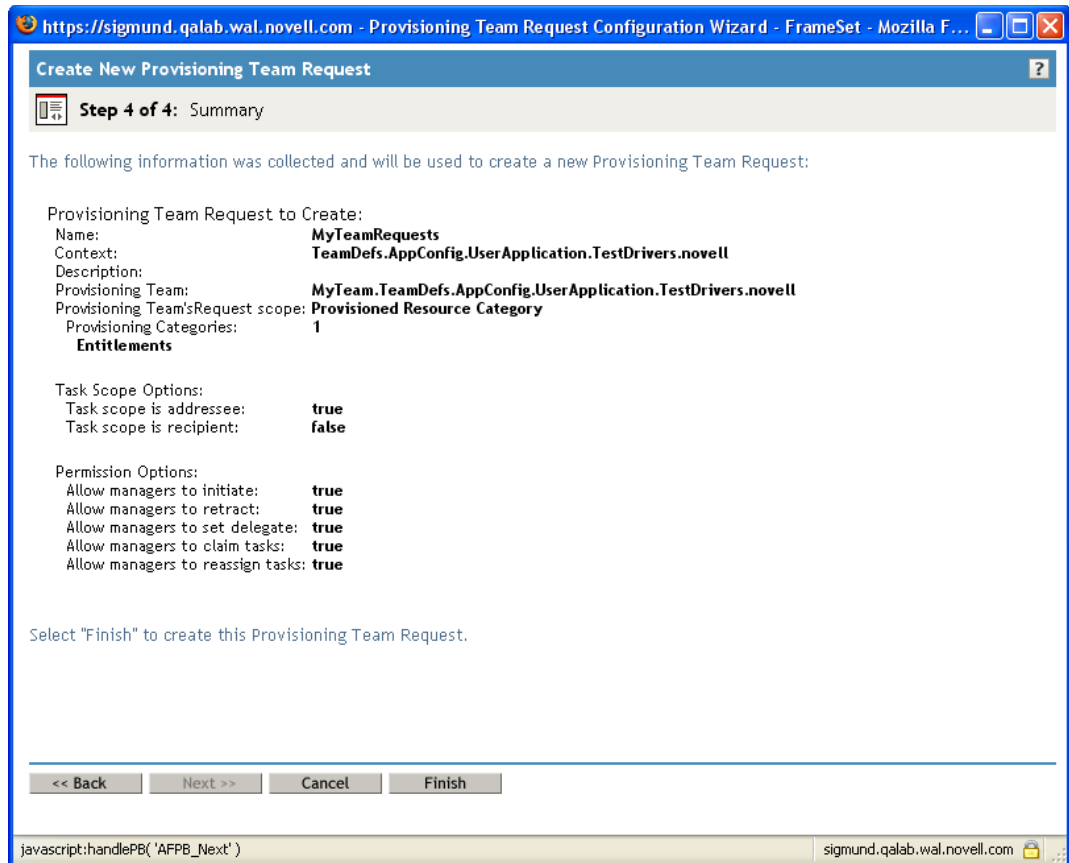 https://sigmund.qalab.wal.novell.com - Provisioning Team Request Configuration Wizard - FrameSet - Mozilla F...
Create New Provisioning Team Request
?
Step 4 of 4: Summary
The following information was collected and will be used to create a new Provisioning Team Request:
Provisioning Team Request to Create:
Name: MyTeamRequests
Context: TeamDefs.AppConfig.UserApplication.TestDrivers.novell
Description:
Provisioning Team: MyTeam.TeamDefs.AppConfig.UserApplication.TestDrivers.novell
Provisioning Team'sRequest scope: Provisioned Resource Category
Provisioning Categories: 1
Entitlements
Task Scope Options:
Task scope is addressee: true
Task scope is recipient: false
Permission Options:
Allow managers to initiate: true
Allow managers to retract: true
Allow managers to set delegate: true
Allow managers to claim tasks: true
Allow managers to reassign tasks: true
Select "Finish" to create this Provisioning Team Request.
<< Back Next >> Cancel Finish
javascript:handlePB( 'AFPB_Next' ) sigmund.qalab.wal.novell.com